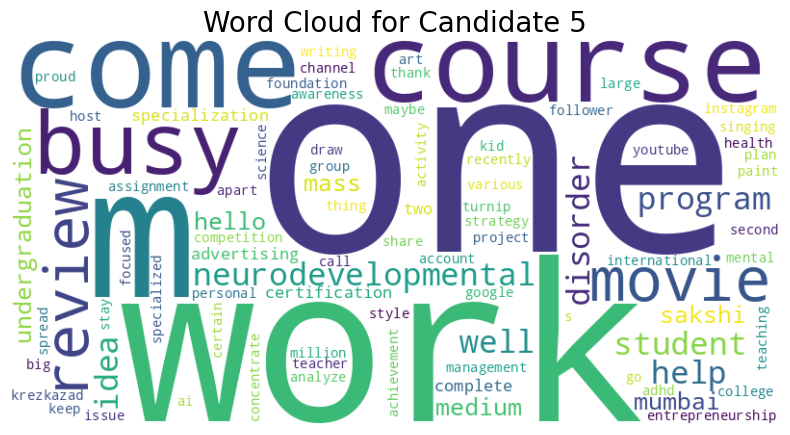 Word Cloud for Candidate 5
come
course
one
busy
work
m
movie
review
neurodevelopmental
disorder
program
student
help
well
idea
medium
mumbai
sakshi
hello
mass
undergraduation
proud
writing
channel
foundation
awareness
art
thank
large
host
specialization
maybe
follower
instagram
singing
health
plan
paint
science
draw
group
activity
kid
recently
youtube
assignment
apart
thing
two
various
turnip
strategy
project
second
competition
advertising
share
call
account
international
mental
focused
specialized
personal
certification
google
style
s
teaching
stay
spread
certain
big
million
teacher
analyze
concentrate
achievement
management
complete
go
adhd
college
krezkazad
keep
issue
ai
entrepreneurship